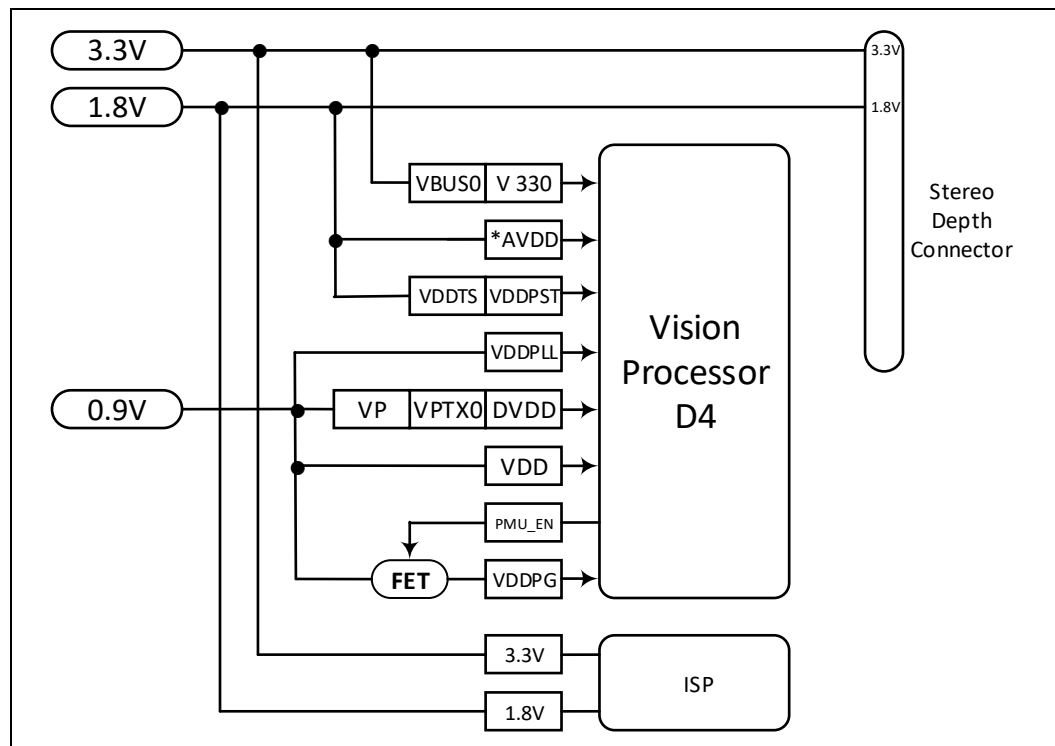 3.3V
3.3V
1.8V
1.8V
VBUS0 V 330
*AVDD
VDDTS VDDPST
VDDPLL
0.9V
VP VPTX0 DVDD
VDD
PMU_EN
FET
VDDPG
Vision
Processor
D4
Stereo
Depth
Connector
3.3V
1.8V
ISP